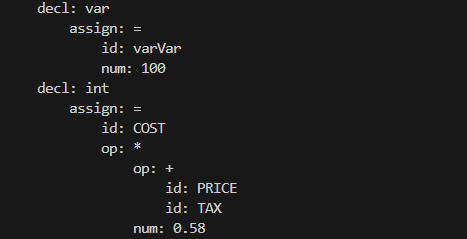 decl: var
assign: =
id: varVar
num: 100
decl: int
assign: =
id: COST
op: *
op: +
id: PRICE
id: TAX
num: 0.58